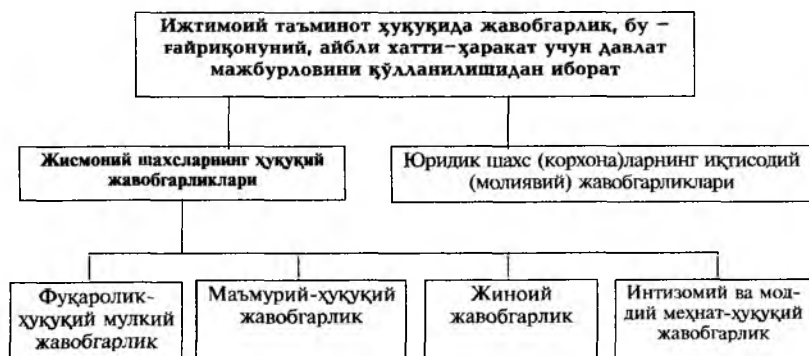 Ижтимоий таъминот ҳуқуқида жавобгарлик, бу –
ғайриқонуний, айбли хатти-ҳаракат учун давлат
мажбурловини қўлланилишидан иборат
Жисмоний шахсларнинг ҳуқуқий
жавобгарликлари
Юридик шахс (корхона)ларнинг иқтисодий
(молиявий) жавобгарликлари
Фуқаролик-
ҳуқуқий мулкий
жавобгарлик
Маъмурий-ҳуқуқий
жавобгарлик
Жиноий
жавобгарлик
Интизомий ва мод-
дий меҳнат-ҳуқуқий
жавобгарлик